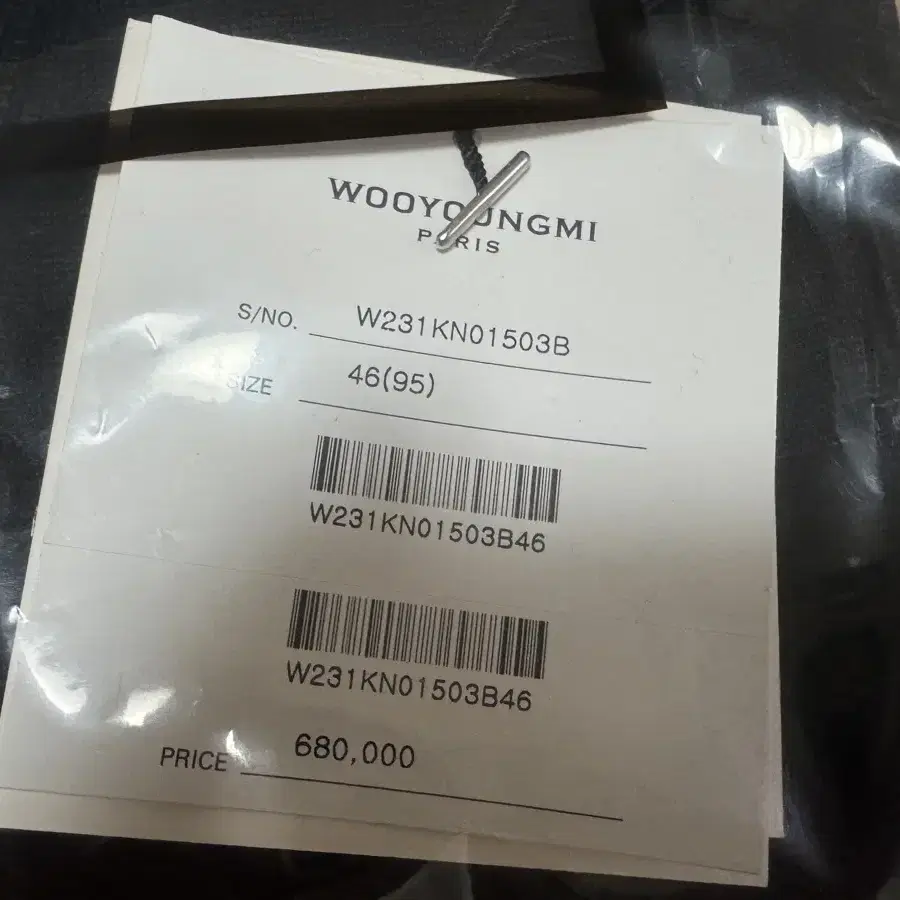 WOOYOUNGMI
PARIS
S/NO. W231KN01503B
SIZE 46(95)
W231KN01503B46
W231KN01503B46
PRICE 680,000